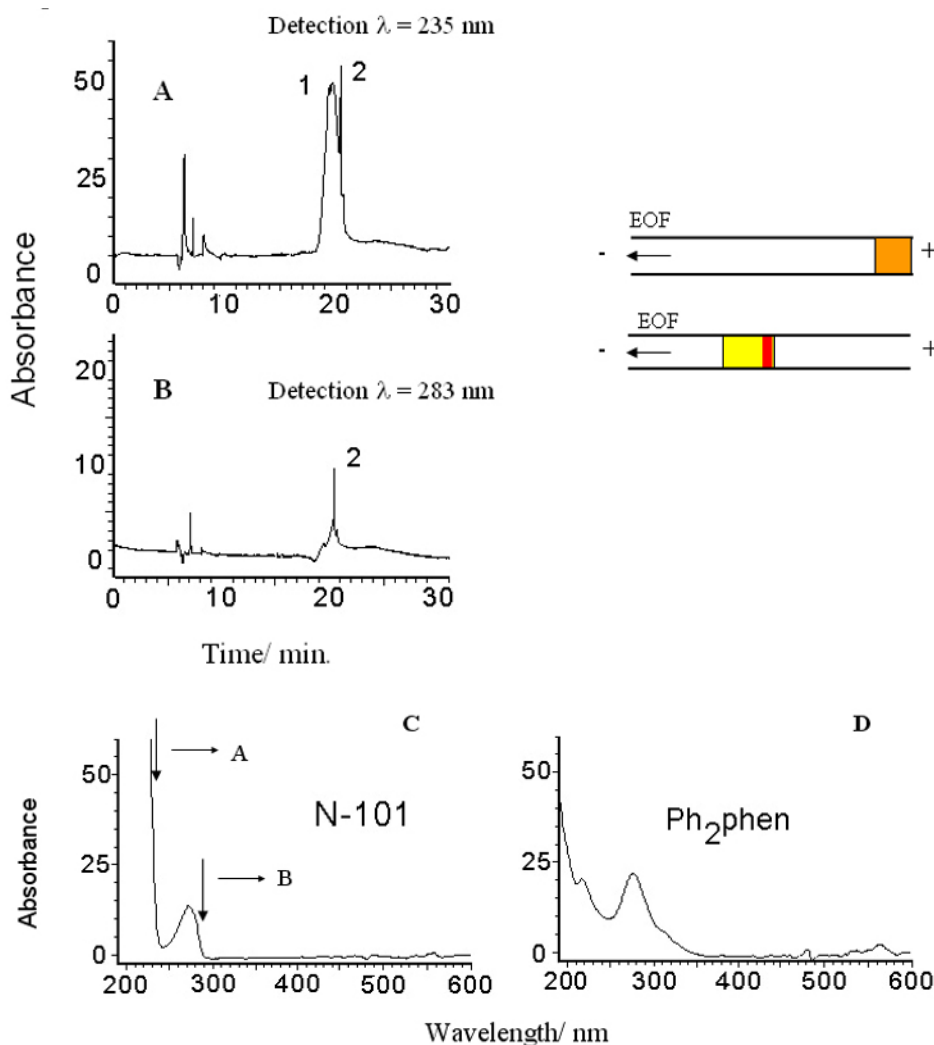 Detection λ = 235 nm
50
25
0
A
1
2
0
10
20
30
Absorbance
EOF
-
+
EOF
-
+
20
10
0
B
Detection λ = 283 nm
2
0
10
20
30
Time/ min.
C
50
25
0
A
N-101
B
200
300
400
500
600
Absorbance
D
50
25
0
Ph2phen
200
300
400
500
600
Wavelength/ nm